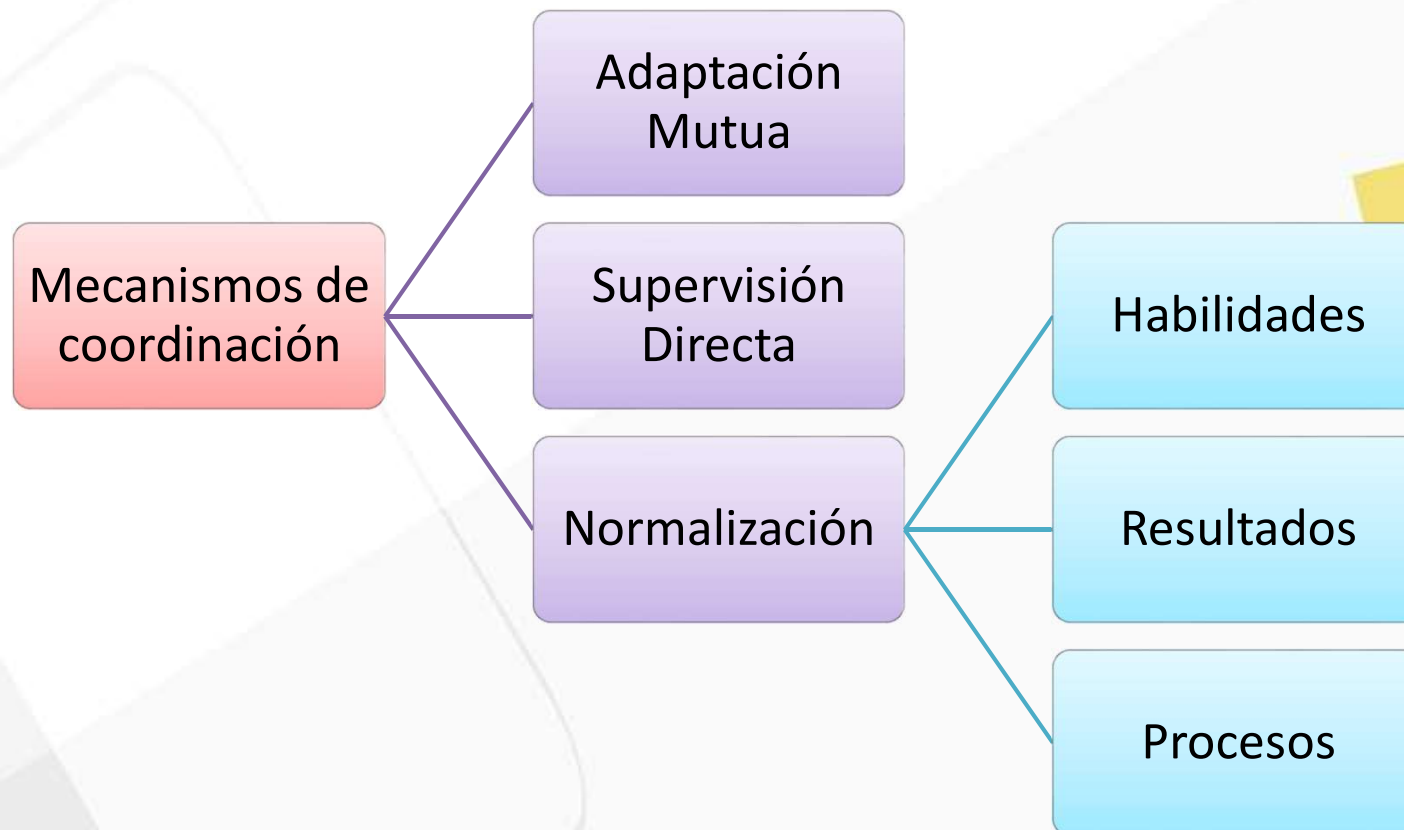 Adaptación
Mutua
Mecanismos de
coordinación
Supervisión
Directa
Habilidades
Normalización
Resultados
Procesos